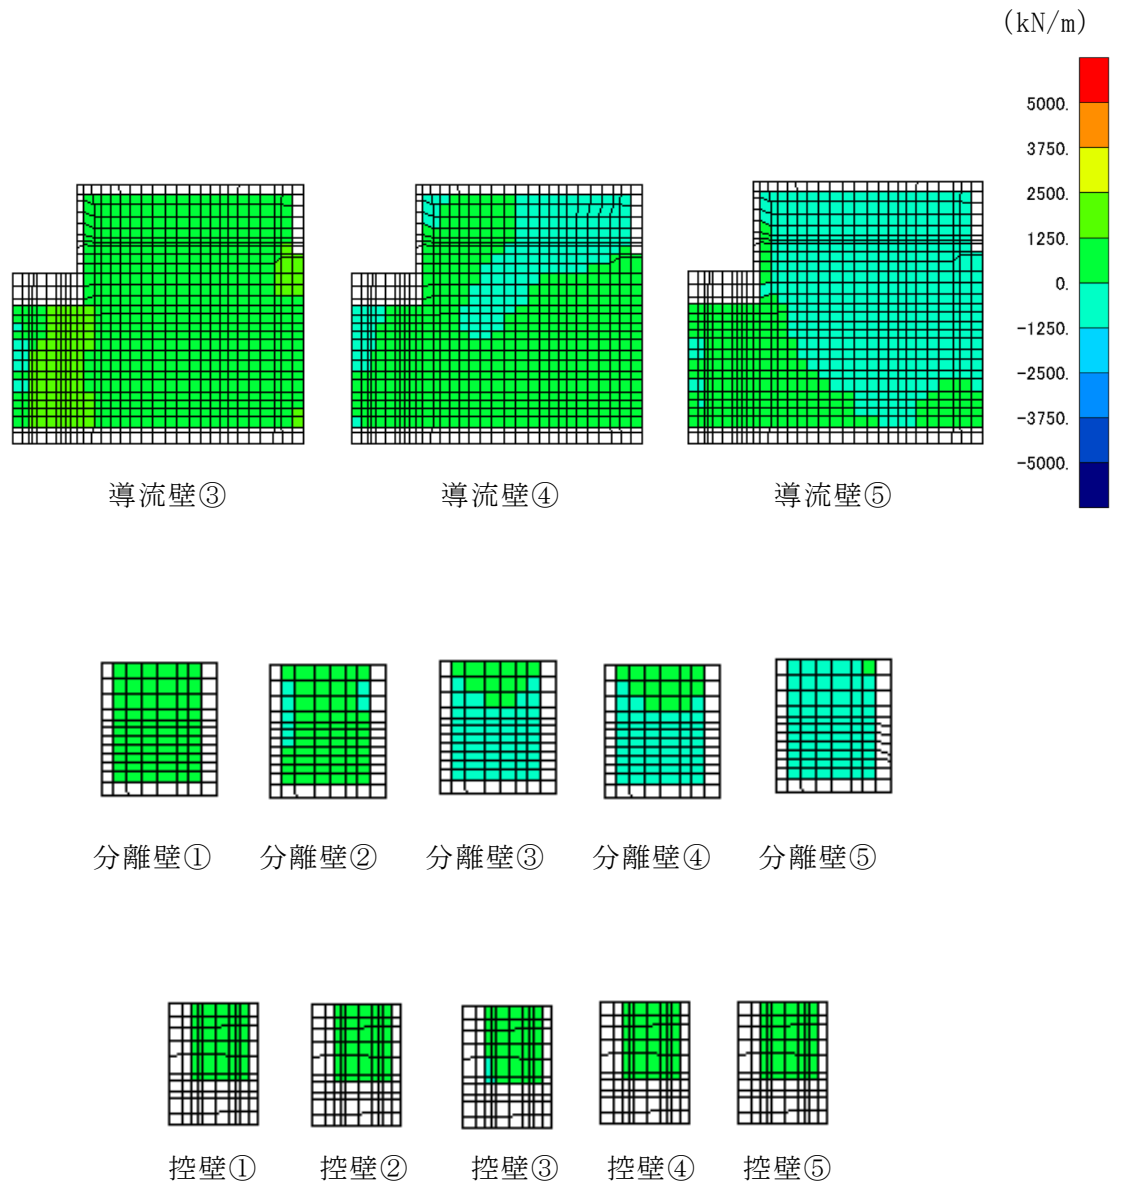 (kN/m)
5000.
3750.
2500.
1250.
0.
-1250.
-2500.
-3750.
-5000.
導流壁③
導流壁④
導流壁⑤
分離壁①
分離壁②
分離壁③
分離壁④
分離壁⑤
控壁①
控壁②
控壁③
控壁④
控壁⑤